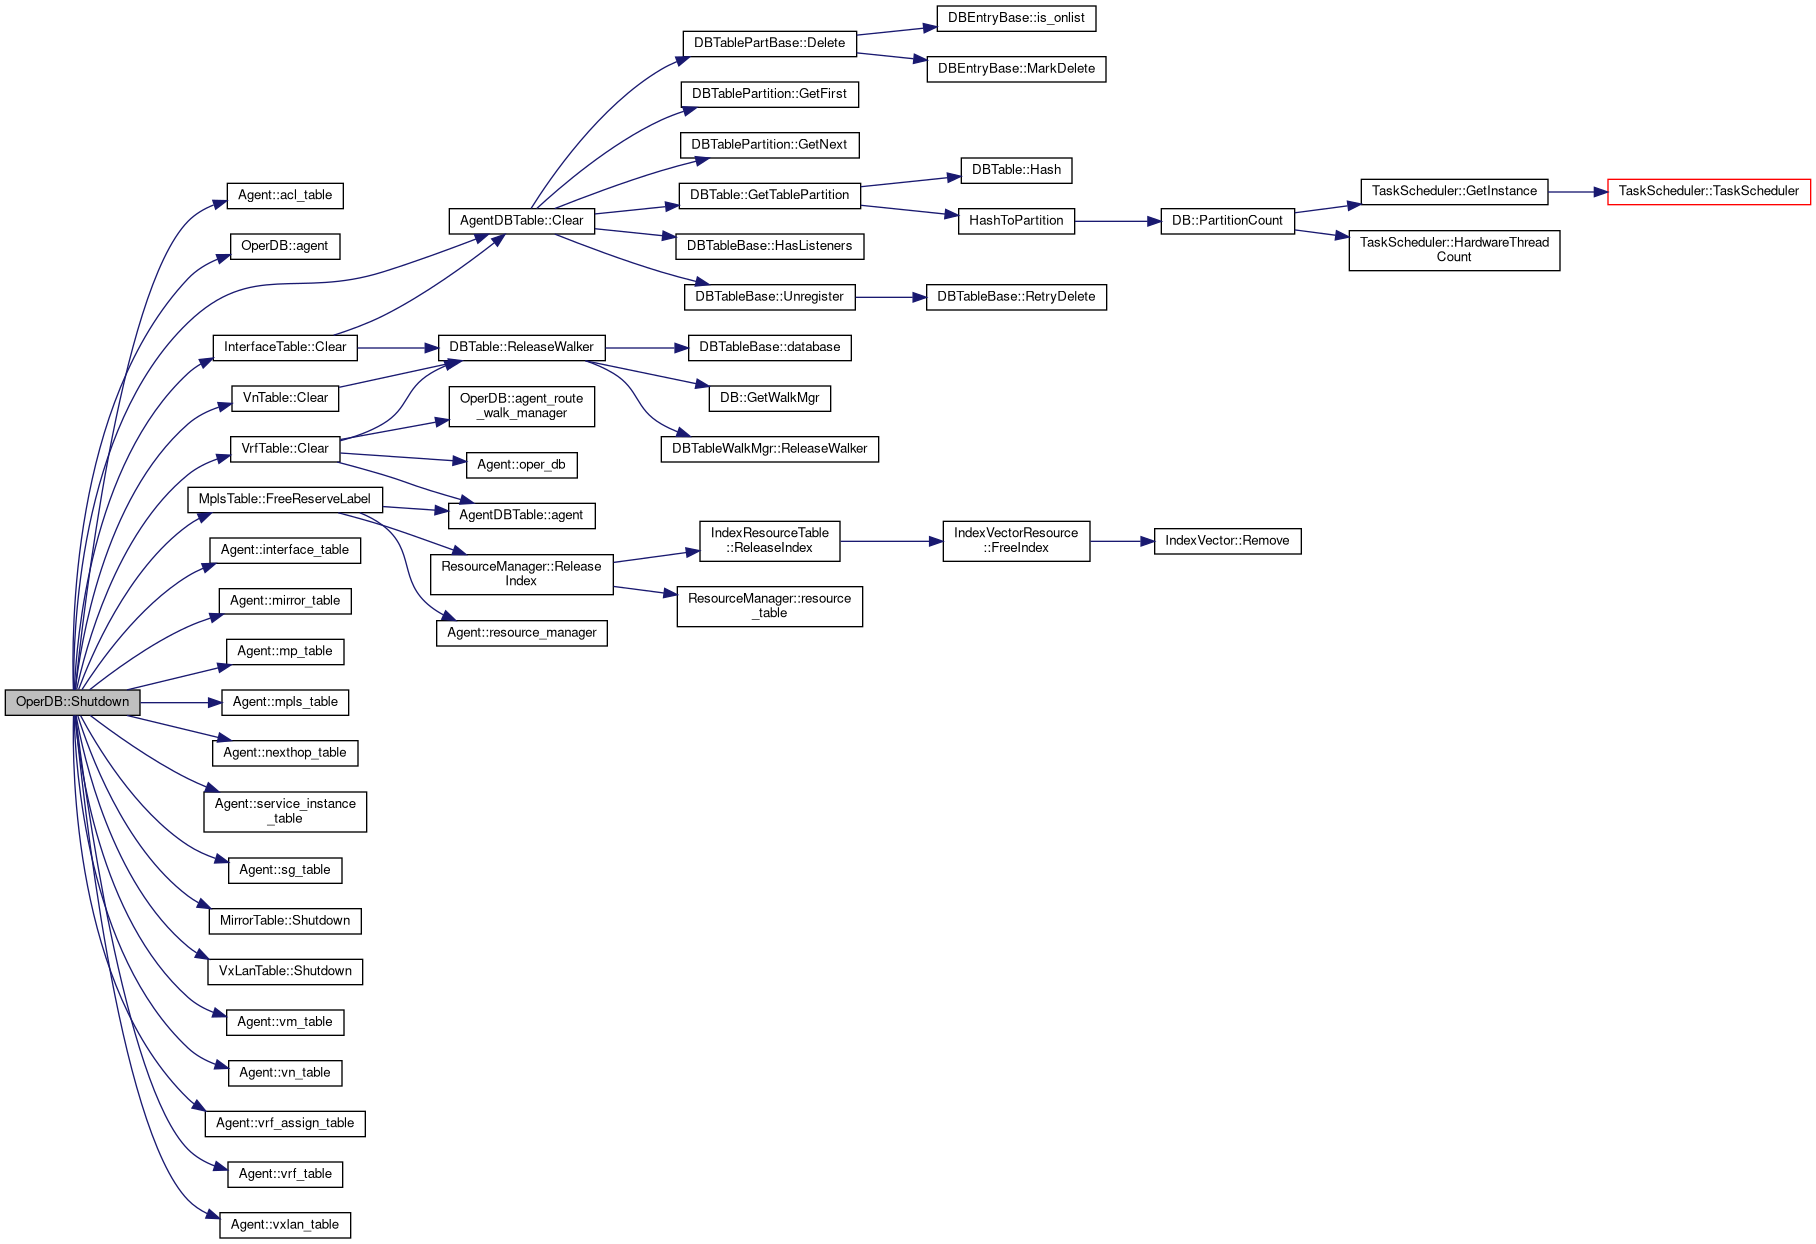 DBEntryBase::is_onlist
DBTablePartBase::Delete
DBEntryBase::MarkDelete
DBTablePartition::GetFirst
DBTablePartition::GetNext
DBTable::Hash
Agent::acl_table
DBTable::GetTablePartition
TaskScheduler::GetInstance
TaskScheduler::TaskScheduler
AgentDBTable::Clear
HashToPartition
DB::PartitionCount
OperDB::agent
DBTableBase::HasListeners
TaskScheduler::HardwareThread
Count
DBTableBase::Unregister
DBTableBase::RetryDelete
InterfaceTable::Clear
DBTable::ReleaseWalker
DBTableBase::database
VnTable::Clear
OperDB::agent_route
_walk_manager
DB::GetWalkMgr
VrfTable::Clear
DBTableWalkMgr::ReleaseWalker
Agent::oper_db
MplsTable::FreeReserveLabel
AgentDBTable::agent
IndexResourceTable
::ReleaseIndex
IndexVectorResource
::FreeIndex
IndexVector::Remove
Agent::interface_table
ResourceManager::Release
Index
Agent::mirror_table
ResourceManager::resource
_table
Agent::resource_manager
Agent::mp_table
OperDB::Shutdown
Agent::mpls_table
Agent::nexthop_table
Agent::service_instance
_table
Agent::sg_table
MirrorTable::Shutdown
VxLanTable::Shutdown
Agent::vm_table
Agent::vn_table
Agent::vrf_assign_table
Agent::vrf_table
Agent::vxlan_table